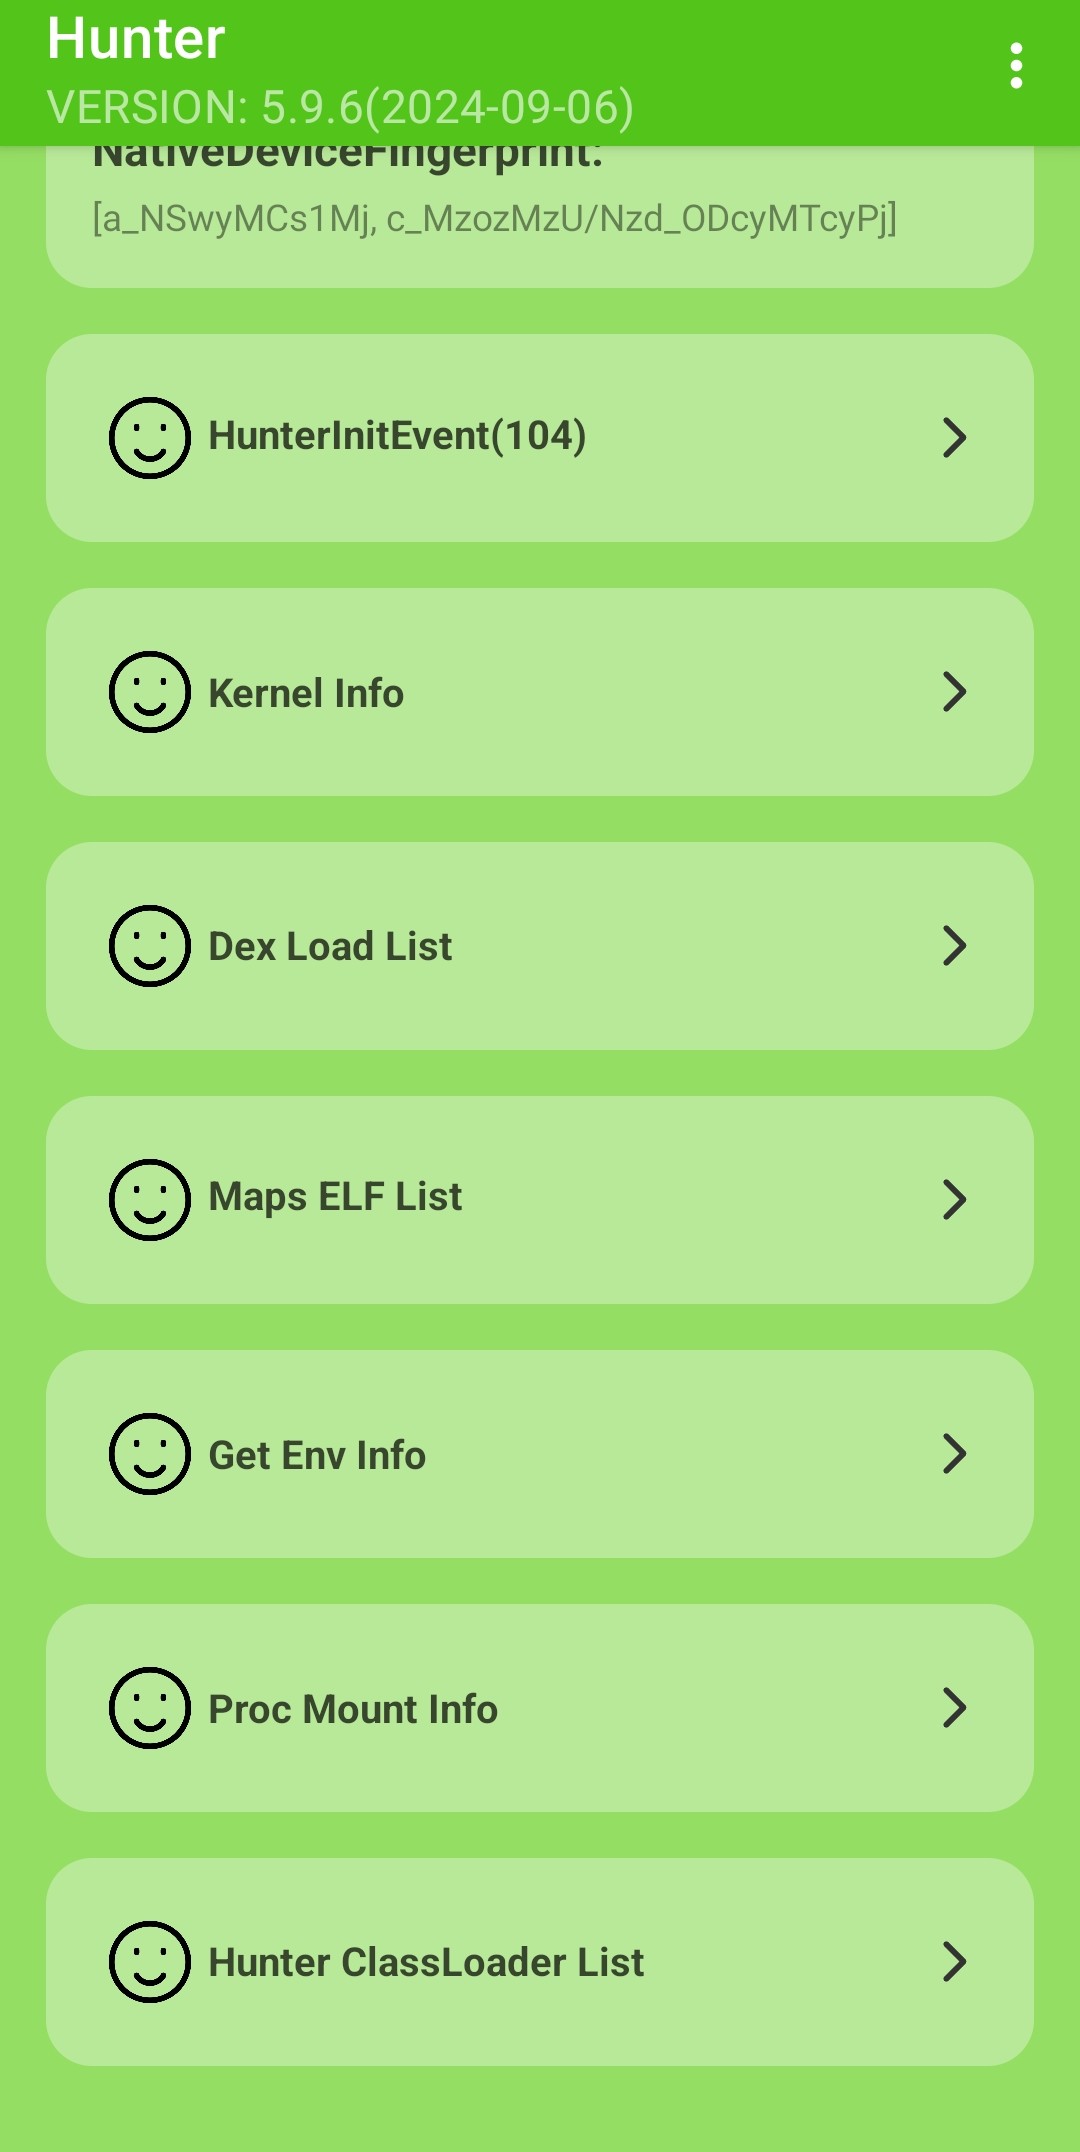 Hunter
VERSION: 5.9.6(2024-09-06)
NativeDeviceFingerprint:
[a_NSwyMCs1Mj, c_MzozMzU/Nzd_ODcyMTcyPj]
HunterInitEvent(104)
Kernel Info
Dex Load List
Maps ELF List
Get Env Info
Proc Mount Info
Hunter ClassLoader List